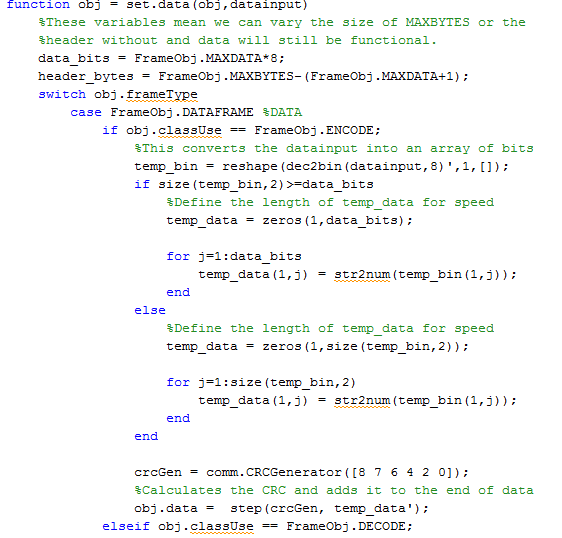 function obj = set.data(obj,datainput)
%These variables mean we can vary the size of MAXBYTES or the
%header without and data will still be functional.
data_bits = FrameObj.MAXDATA*8;
header_bytes = FrameObj.MAXBYTES-(FrameObj.MAXDATA+1);
switch obj.frameType
case FrameObj.DATAFRAME %DATA
if obj.classUse == FrameObj.ENCODE;
%This converts the datainput into an array of bits
temp_bin = reshape(dec2bin(datainput,8)',1,[]);
if size(temp_bin,2)>=data_bits
%Define the length of temp_data for speed
temp_data = zeros(1,data_bits);
for j=1:data_bits
temp_data(1,j) = str2num(temp_bin(1,j));
end
else
%Define the length of temp_data for speed
temp_data = zeros(1,size(temp_bin,2));
for j=1:size(temp_bin,2)
temp_data(1,j) = str2num(temp_bin(1,j));
end
end
crcGen = comm.CRCGenerator([8 7 6 4 2 0]);
%Calculates the CRC and adds it to the end of data
obj.data =  step(crcGen, temp_data');
elseif obj.classUse == FrameObj.DECODE;